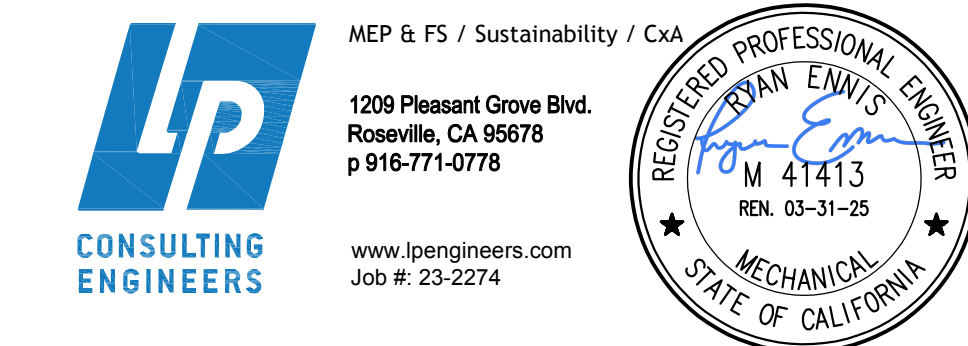 LP
CONSULTING
ENGINEERS
MEP & FS / Sustainability / CxA
1209 Pleasant Grove Blvd.
Roseville, CA 95678
p 916-771-0778
www.lpengineers.com
Job #: 23-2274
REGISTERED PROFESSIONAL ENGINEER
RYAN ENNIS
M 41413
REN. 03-31-25
MECHANICAL
STATE OF CALIFORNIA